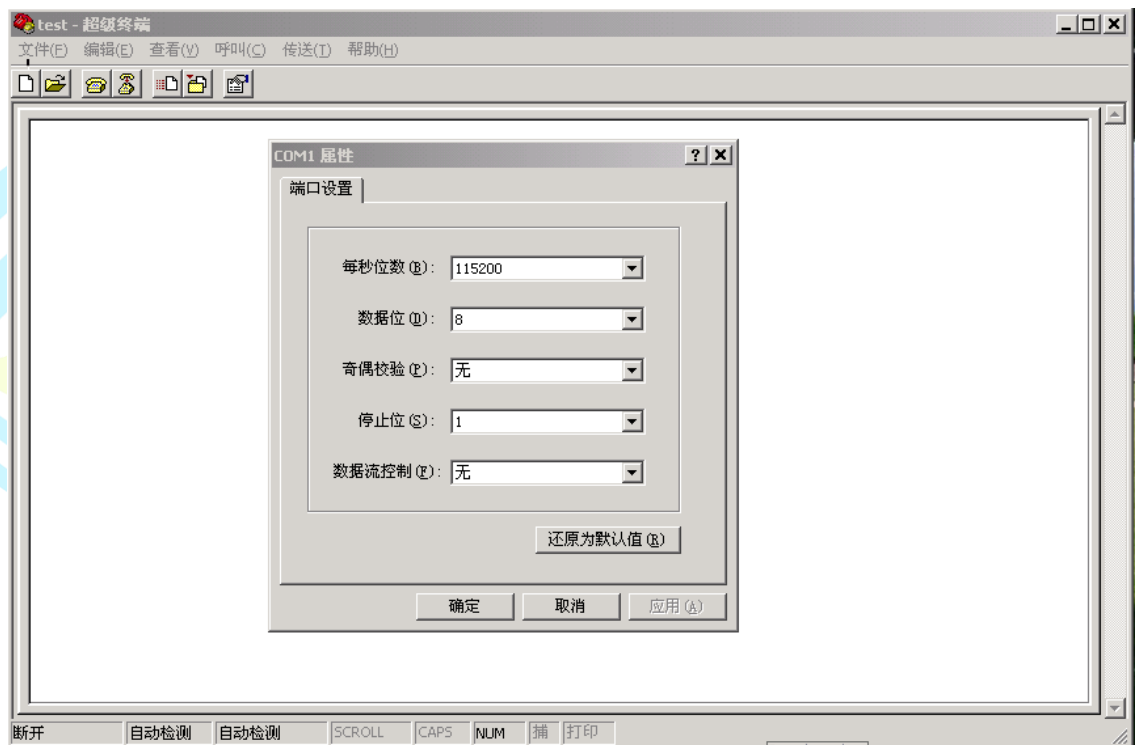 test - 超级终端
文件(F) 编辑(E) 查看(V) 呼叫(C) 传送(T) 帮助(H)
COM1 属性
端口设置
每秒位数(B): 115200
数据位(D): 8
奇偶校验(P): 无
停止位(S): 1
数据流控制(F): 无
还原为默认值(R)
确定 取消 应用(A)
断开 自动检测 自动检测 SCROLL CAPS NUM 捕 打印